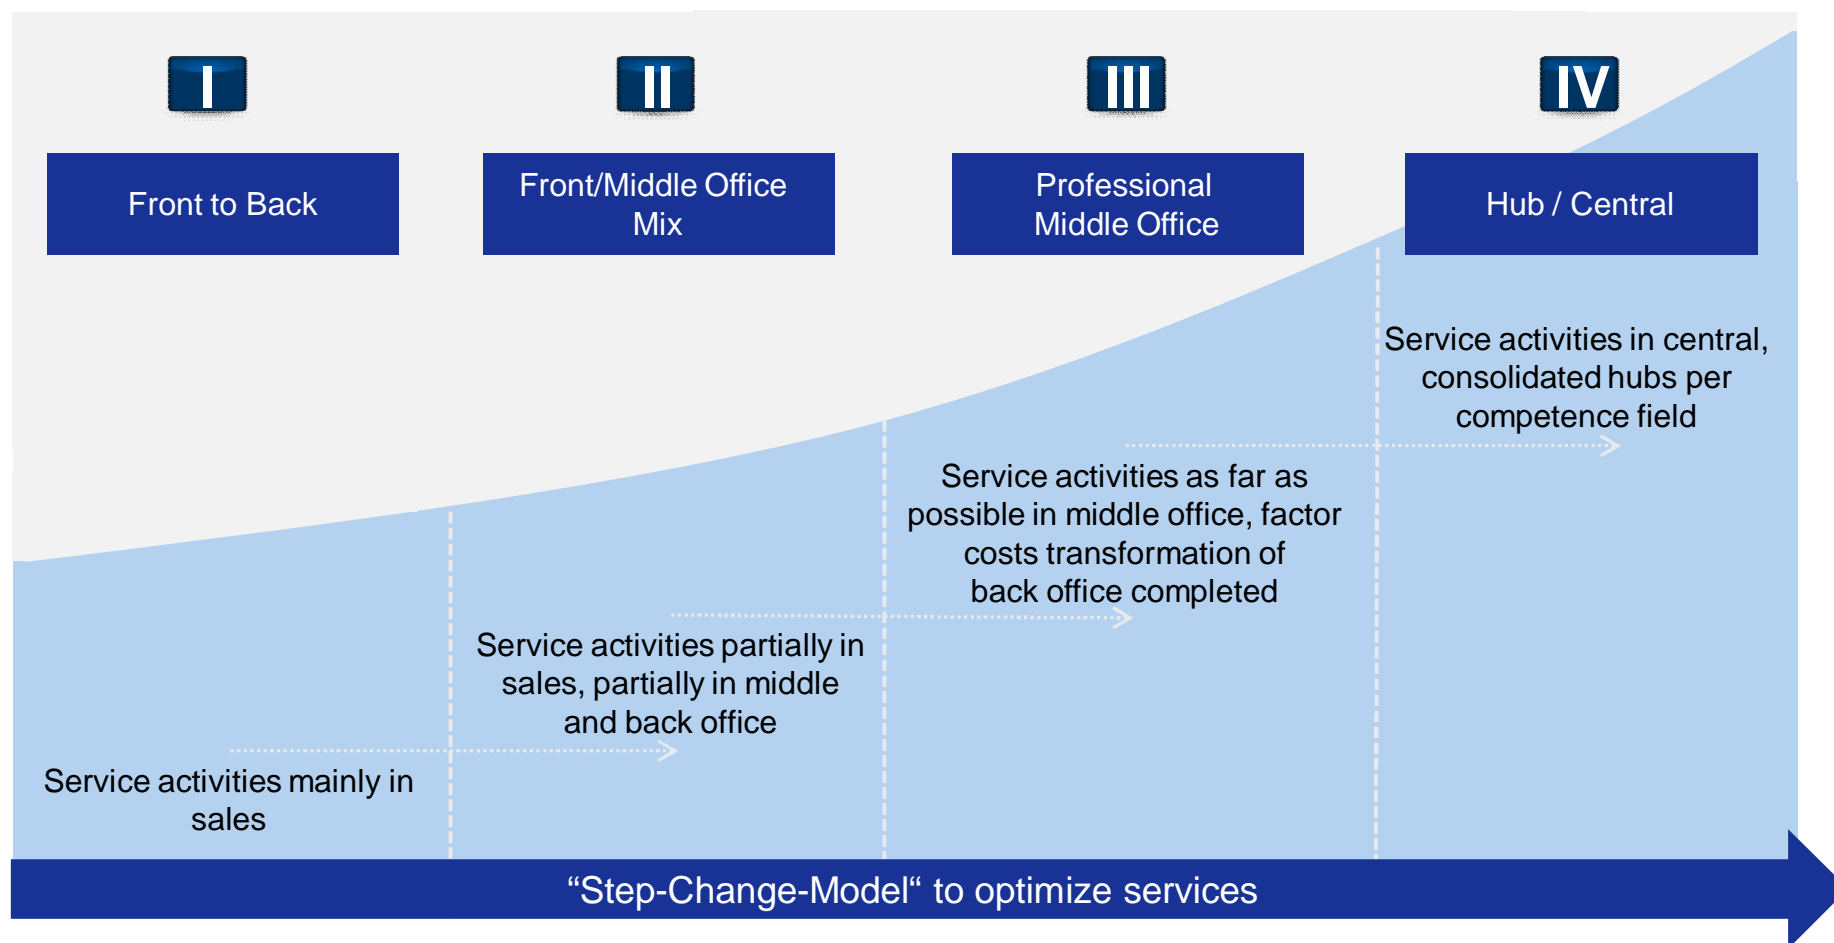 I
II
III
IV
Front to Back
Front/Middle Office
Mix
Professional
Middle Office
Hub / Central
Service activities mainly in
sales
Service activities partially in
sales, partially in middle
and back office
Service activities as far as
possible in middle office, factor
costs transformation of
back office completed
Service activities in central,
consolidated hubs per
competence field
“Step-Change-Model“ to optimize services